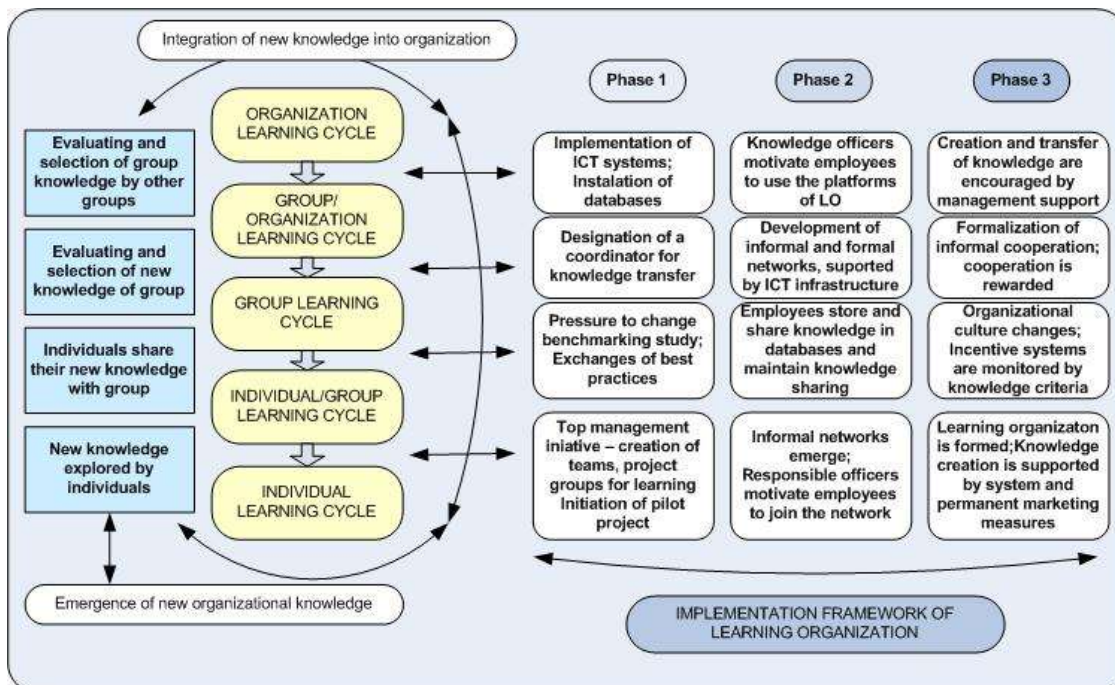 Integration of new knowledge into organization
Evaluating and
selection of group
knowledge by other
groups
Evaluating and
selection of new
knowledge of group
Individuals share
their new knowledge
with group
New knowledge
explored by
individuals
Emergence of new organizational knowledge
ORGANIZATION
LEARNING CYCLE
GROUP/
ORGANIZATION
LEARNING CYCLE
GROUP LEARNING
CYCLE
INDIVIDUAL/GROUP
LEARNING CYCLE
INDIVIDUAL
LEARNING CYCLE
Phase 1
Phase 2
Phase 3
Implementation of
ICT systems;
Instalation of
databases
Knowledge officers
motivate employees
to use the platforms
of LO
Creation and transfer
of knowledge are
encouraged by
management support
Designation of a
coordinator for
knowledge transfer
Development of
informal and formal
networks, suported
by ICT infrastructure
Formalization of
informal cooperation;
cooperation is
rewarded
Pressure to change
benchmarking study;
Exchanges of best
practices
Employees store and
share knowledge in
databases and
maintain knowledge
sharing
Organizational
culture changes;
Incentive systems
are monitored by
knowledge criteria
Top management
iniative – creation of
teams, project
groups for learning
Initiation of pilot
project
Informal networks
emerge;
Responsible officers
motivate employees
to join the network
Learning organizaton
is formed;Knowledge
creation is supported
by system and
permanent marketing
measures
IMPLEMENTATION FRAMEWORK OF
LEARNING ORGANIZATION